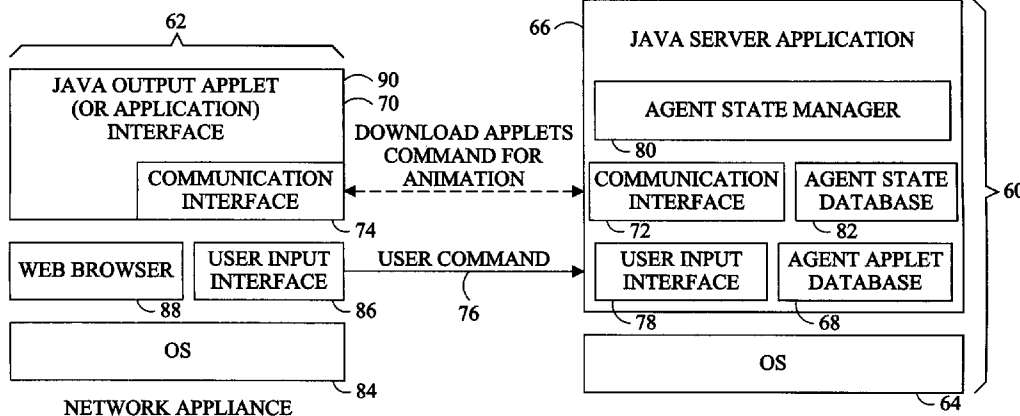 62
JAVA OUTPUT APPLET
(OR APPLICATION)
INTERFACE
90
70
COMMUNICATION
INTERFACE
74
WEB BROWSER
88
USER INPUT
INTERFACE
86
OS
84
NETWORK APPLIANCE
DOWNLOAD APPLETS
COMMAND FOR
ANIMATION
USER COMMAND
76
66
JAVA SERVER APPLICATION
AGENT STATE MANAGER
80
COMMUNICATION
INTERFACE
72
AGENT STATE
DATABASE
82
USER INPUT
INTERFACE
78
AGENT APPLET
DATABASE
68
OS
64
60